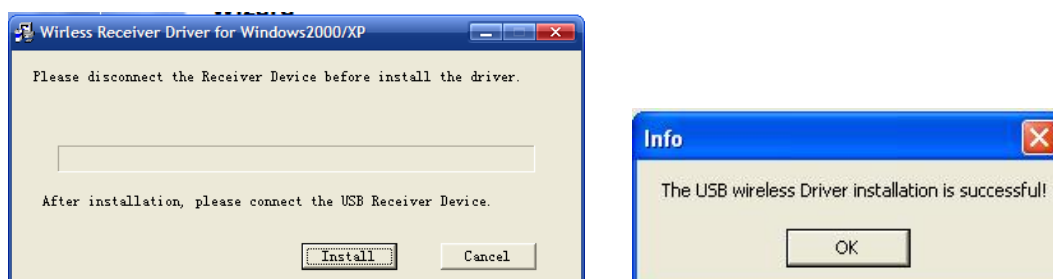 Wirless Receiver Driver for Windows2000/XP
Please disconnect the Receiver Device before install the driver.
After installation, please connect the USB Receiver Device.
Install
Cancel
Info
The USB wireless Driver installation is successful!
OK